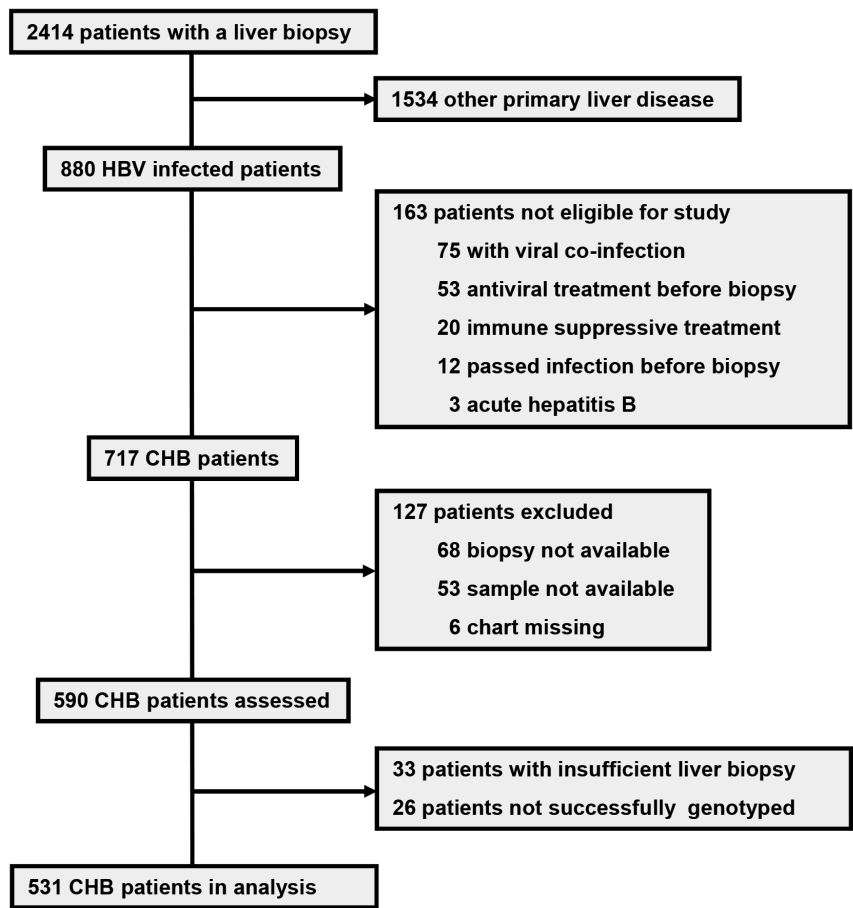 2414 patients with a liver biopsy
1534 other primary liver disease
880 HBV infected patients
163 patients not eligible for study
75 with viral co-infection
53 antiviral treatment before biopsy
20 immune suppressive treatment
12 passed infection before biopsy
3 acute hepatitis B
717 CHB patients
127 patients excluded
68 biopsy not available
53 sample not available
6 chart missing
590 CHB patients assessed
33 patients with insufficient liver biopsy
26 patients not successfully genotyped
531 CHB patients in analysis